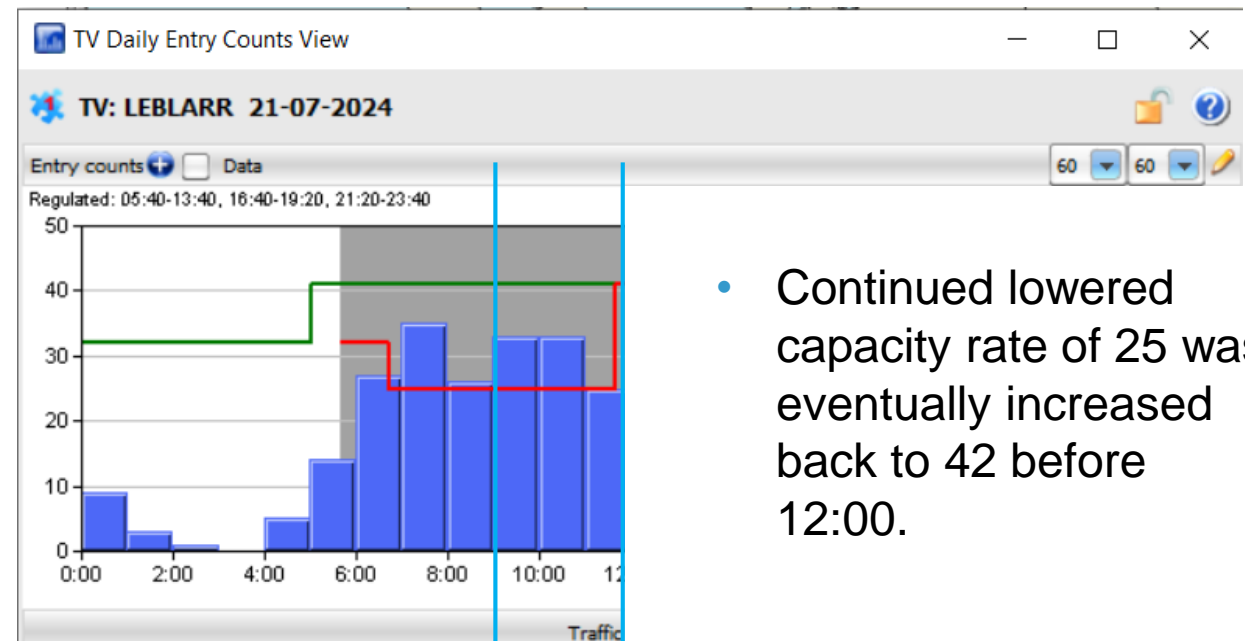 TV Daily Entry Counts View
TV: LEBLARR 21-07-2024
Entry counts Data 60 60
Regulated: 05:40-13:40, 16:40-19:20, 21:20-23:40
50
40
30
20
10
0
0:00 2:00 4:00 6:00 8:00 10:00 12
Traffic
• Continued lowered
capacity rate of 25 was
eventually increased
back to 42 before
12:00.